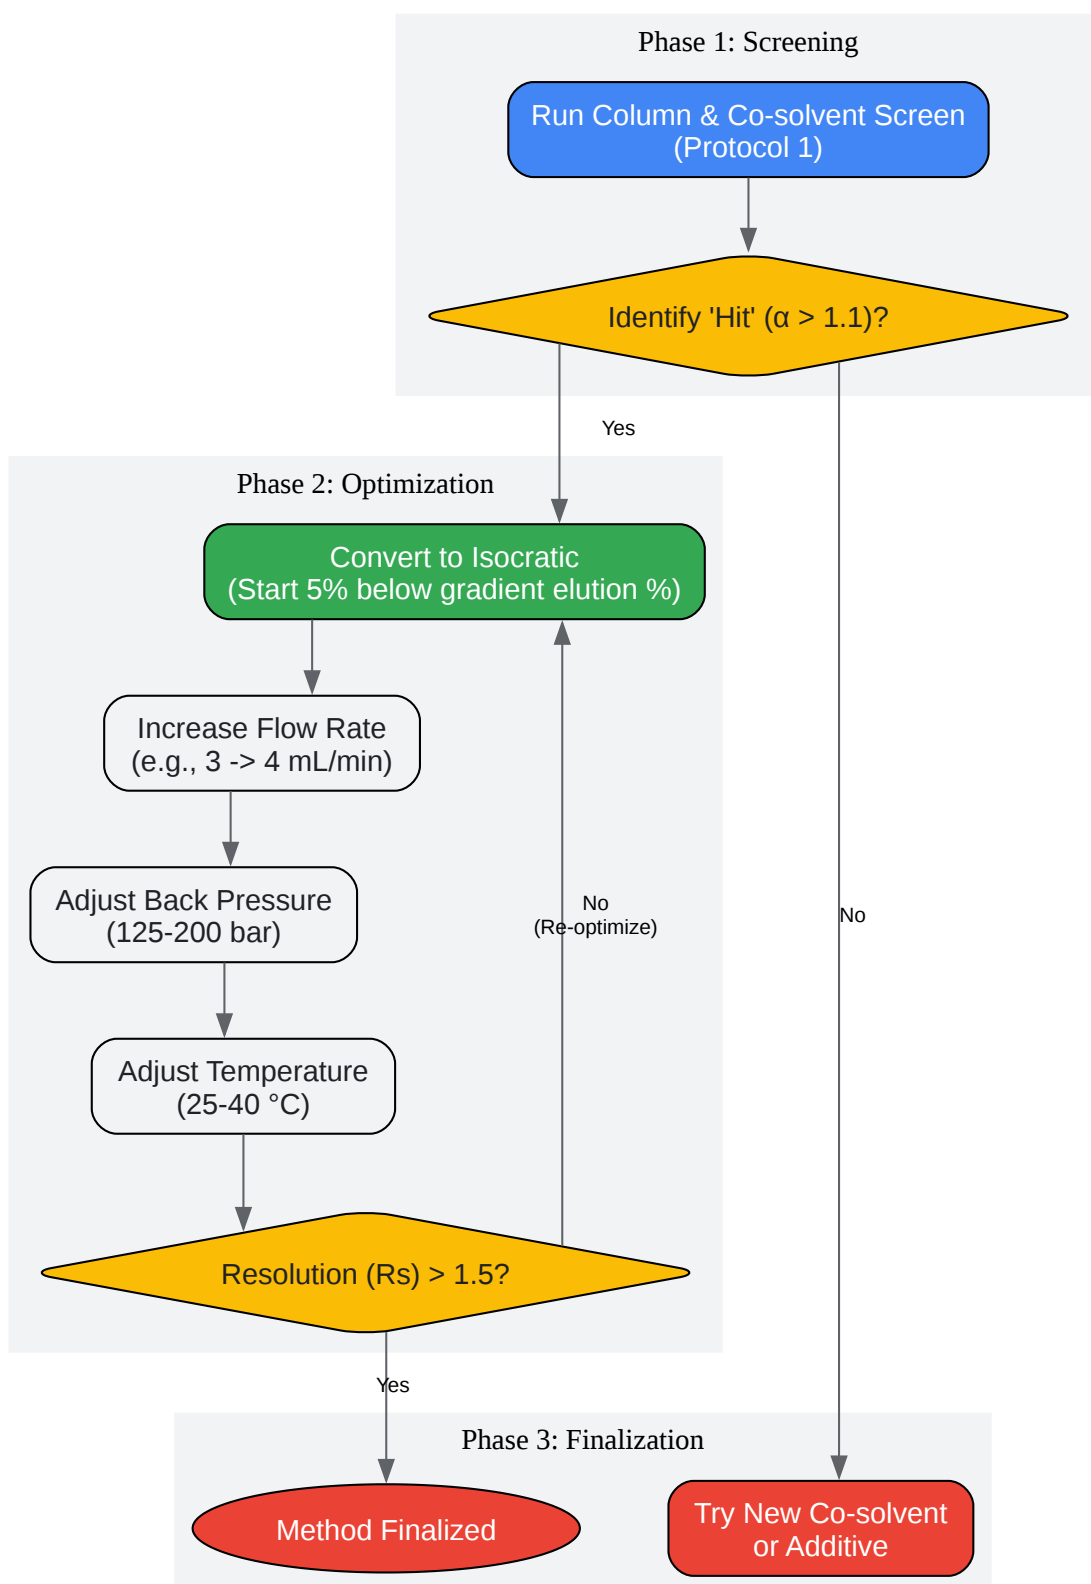 Phase 1: Screening
Run Column & Co-solvent Screen
(Protocol 1)
Identify 'Hit' (α > 1.1)?
Yes
Phase 2: Optimization
Convert to Isocratic
(Start 5% below gradient elution %)
Increase Flow Rate
(e.g., 3 -> 4 mL/min)
Adjust Back Pressure
(125-200 bar)
No
(Re-optimize)
No
Adjust Temperature
(25-40 °C)
Resolution (Rs) > 1.5?
Yes
Phase 3: Finalization
Method Finalized
Try New Co-solvent
or Additive